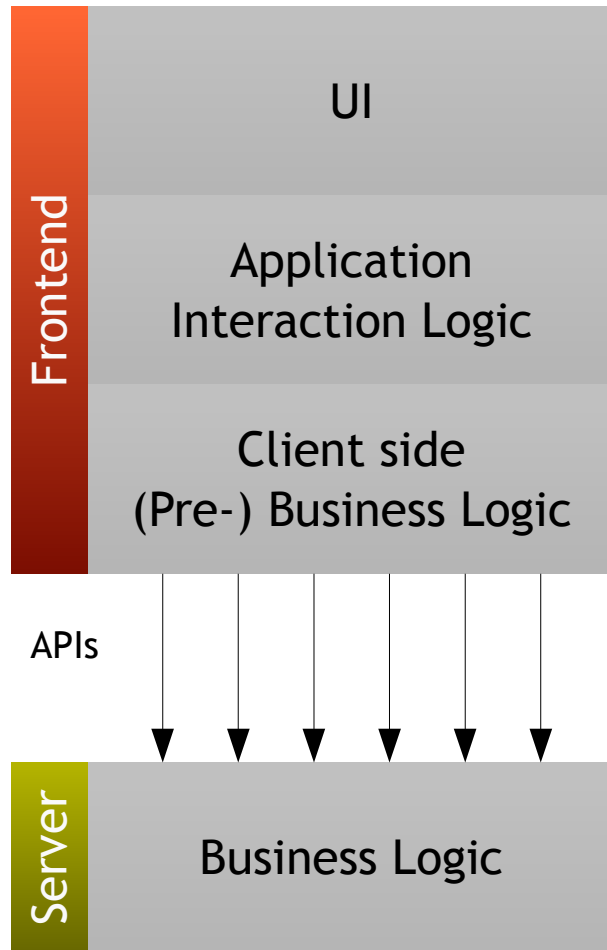 Frontend
UI
Application
Interaction Logic
Client side
(Pre-) Business Logic
APIs
Server
Business Logic